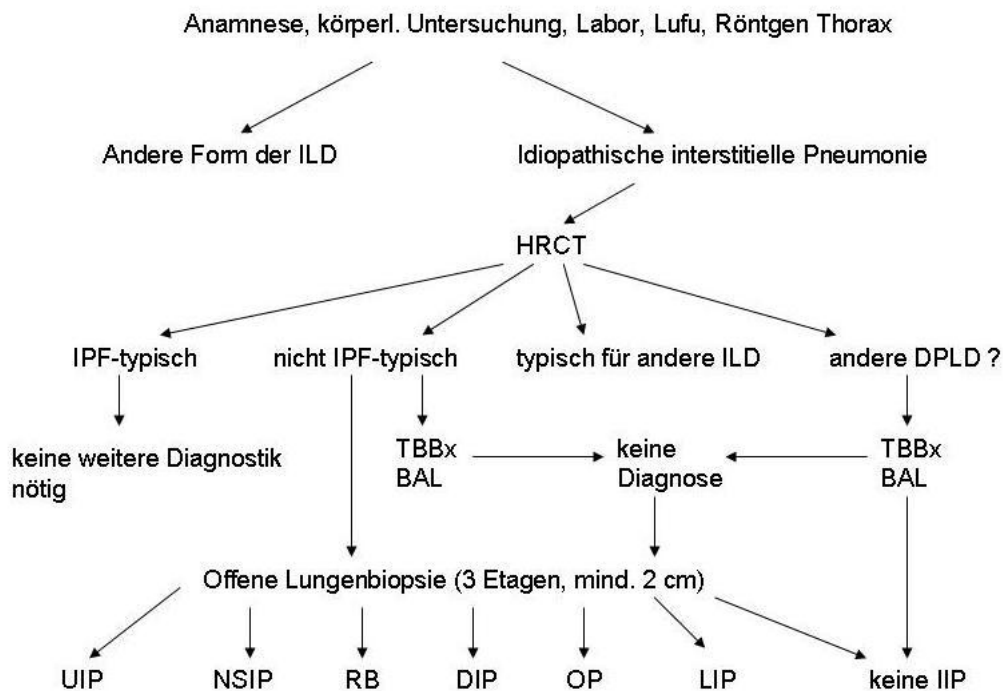 Anamnese, körperl. Untersuchung, Labor, Lufu, Röntgen Thorax
Andere Form der ILD
Idiopathische interstitielle Pneumonie
HRCT
IPF-typisch
nicht IPF-typisch
typisch für andere ILD
andere DPLD ?
keine weitere Diagnostik
nötig
TBBx
BAL
keine
Diagnose
TBBx
BAL
Offene Lungenbiopsie (3 Etagen, mind. 2 cm)
UIP
NSIP
RB
DIP
OP
LIP
keine IIP